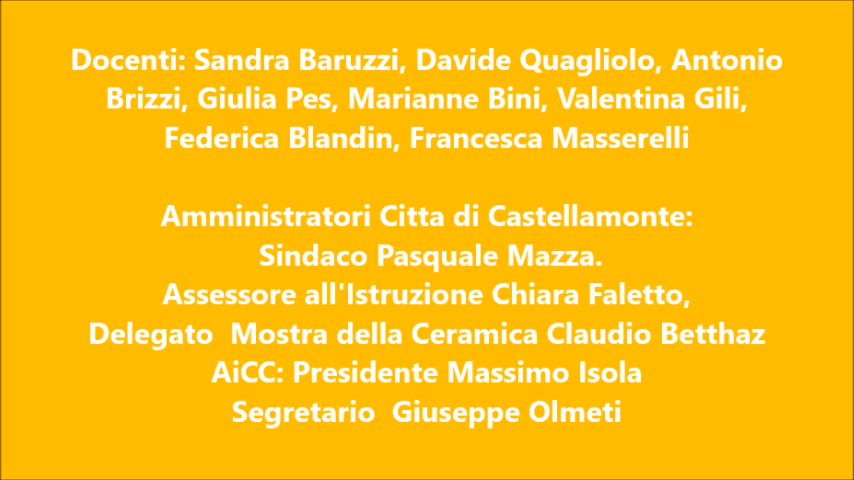 Docenti: Sandra Baruzzi, Davide Quagliolo, Antonio
Brizzi, Giulia Pes, Marianne Bini, Valentina Gili,
Federica Blandin, Francesca Masserelli
Amministratori Citta di Castellamonte:
Sindaco Pasquale Mazza.
Assessore all'Istruzione Chiara Faletto,
Delegato  Mostra della Ceramica Claudio Betthaz
AiCC: Presidente Massimo Isola
Segretario  Giuseppe Olmeti